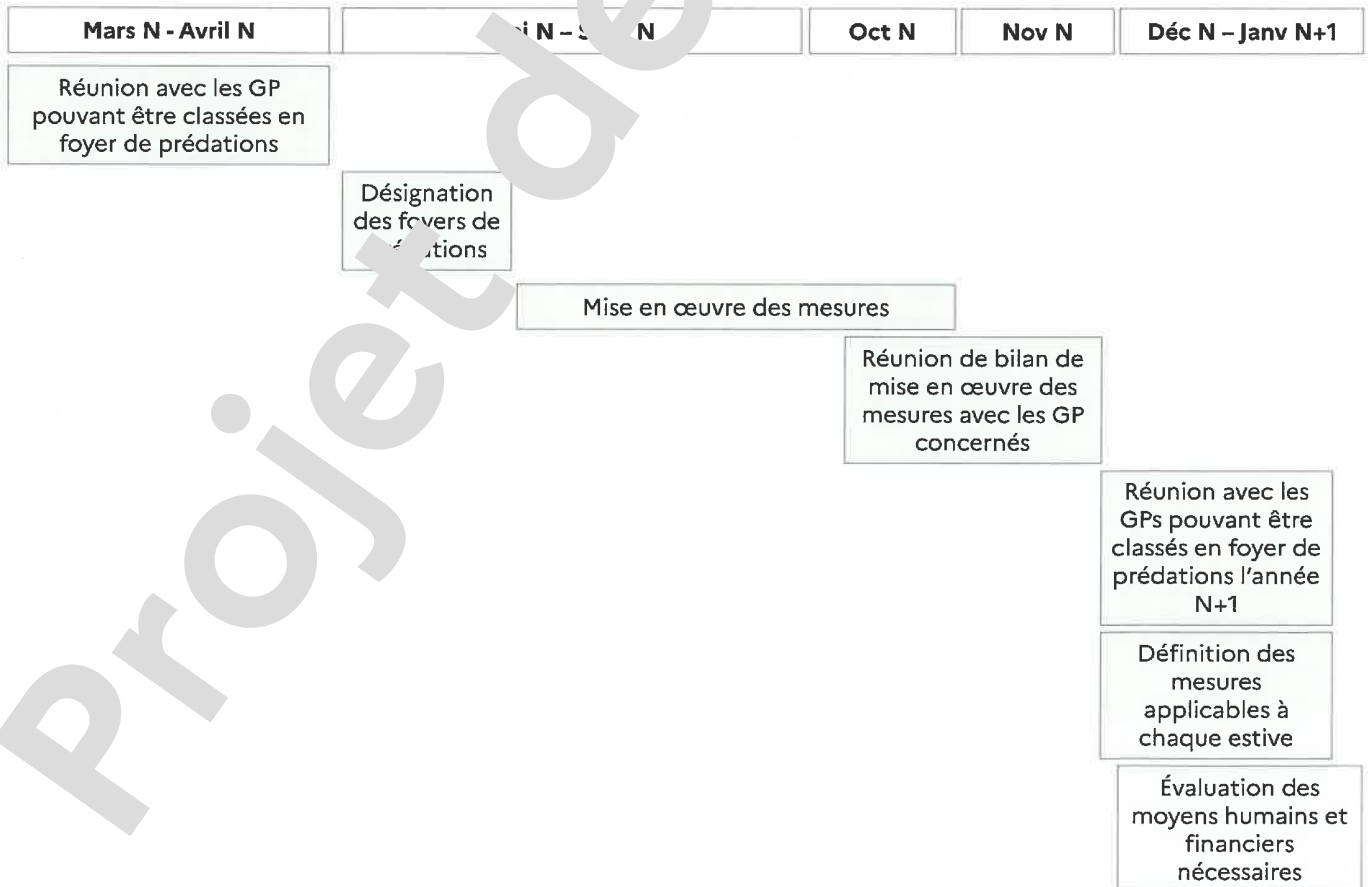 Mars N - Avril N
N – S N
Oct N
Nov N
Déc N – Janv N+1
Réunion avec les GP
pouvant être classées en
foyer de prédations
Désignation
des foyers de
Mise en œuvre des mesures
Réunion de bilan de
mise en œuvre des
mesures avec les GP
concernés
Réunion avec les
GPs pouvant être
classés en foyer de
prédations l'année
N+1
Définition des
mesures
applicables à
chaque estive
Évaluation des
moyens humains et
financiers
nécessaires
Projet de